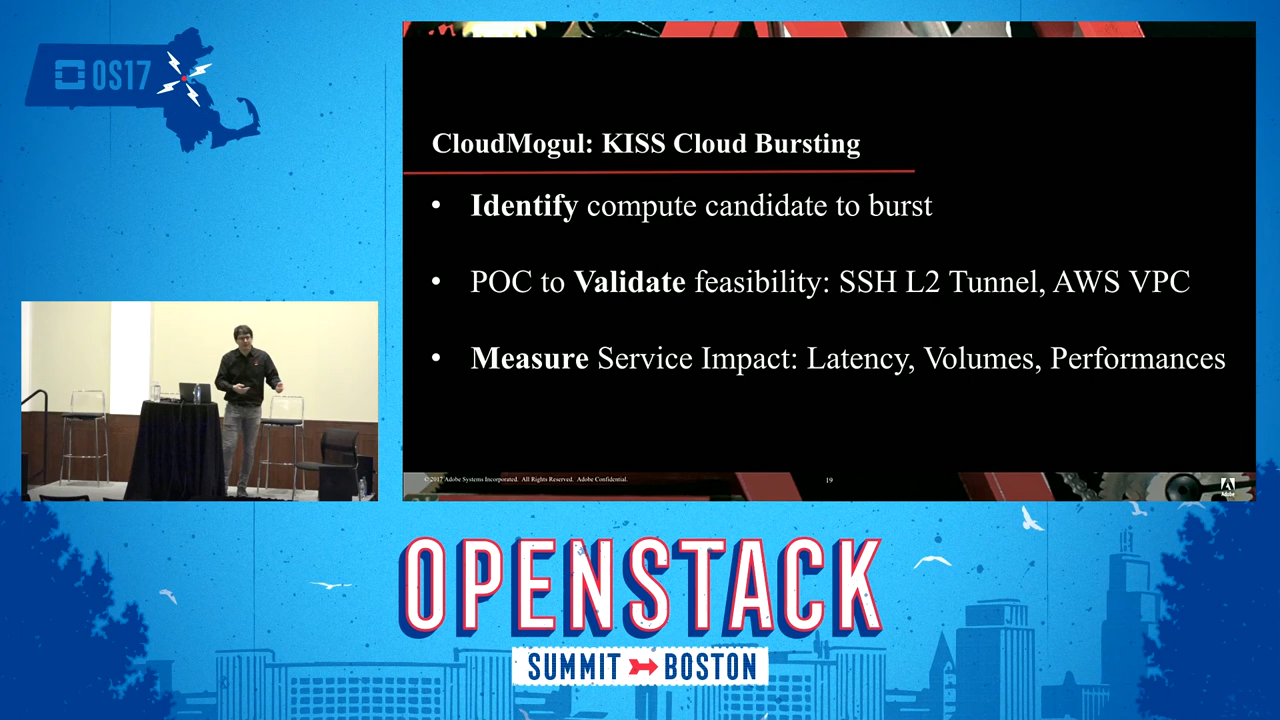 OS17
CloudMogul: KISS Cloud Bursting
• Identify compute candidate to burst
• POC to Validate feasibility: SSH L2 Tunnel, AWS VPC
• Measure Service Impact: Latency, Volumes, Performances
© 2017 Adobe Systems Incorporated. All Rights Reserved. Adobe Confidential.
19
Adobe
OPENSTACK
SUMMIT BOSTON